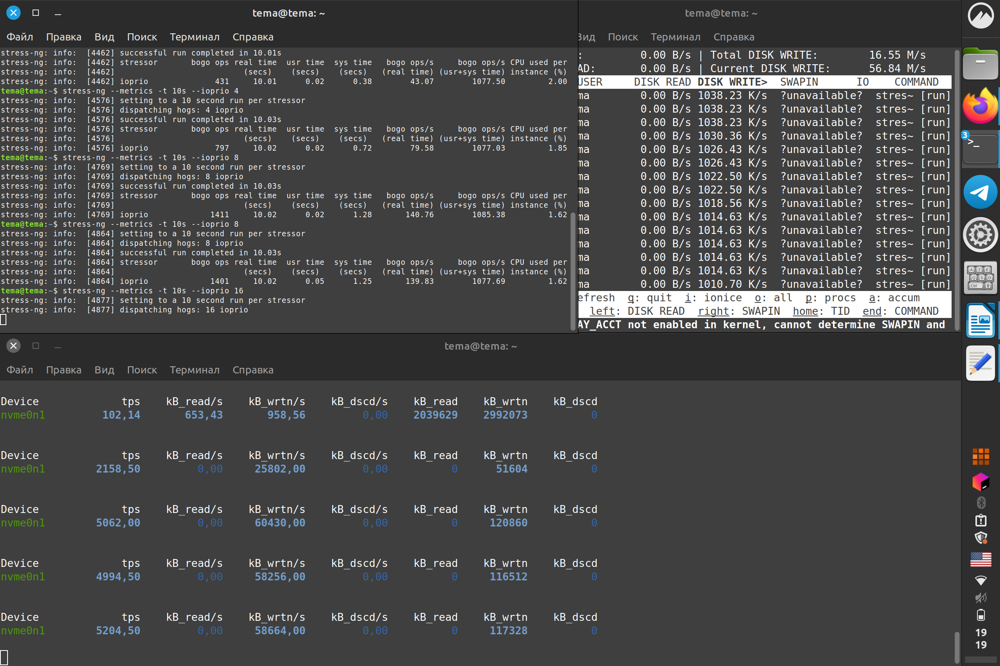 tema@tema: ~
Файл Правка Вид Поиск Терминал Справка
stress-ng: info:  [4462] successful run completed in 10.01s
stress-ng: info:  [4462] stressor       bogo ops real time  usr time  sys time   bogo ops/s     bogo ops/s CPU used per
stress-ng: info:  [4462]                           (secs)    (secs)    (secs)   (real time) (usr+sys time) instance (%)
stress-ng: info:  [4462] ioprio              431     10.01      0.02      0.38        43.07        1077.50         2.00
tema@tema:~$ stress-ng --metrics -t 10s --ioprio 4
stress-ng: info:  [4576] setting to a 10 second run per stressor
stress-ng: info:  [4576] dispatching hogs: 4 ioprio
stress-ng: info:  [4576] successful run completed in 10.03s
stress-ng: info:  [4576] stressor       bogo ops real time  usr time  sys time   bogo ops/s     bogo ops/s CPU used per
stress-ng: info:  [4576]                           (secs)    (secs)    (secs)   (real time) (usr+sys time) instance (%)
stress-ng: info:  [4576] ioprio              797     10.02      0.02      0.72        79.58        1077.03         1.85
tema@tema:~$ stress-ng --metrics -t 10s --ioprio 8
stress-ng: info:  [4769] setting to a 10 second run per stressor
stress-ng: info:  [4769] dispatching hogs: 8 ioprio
stress-ng: info:  [4769] successful run completed in 10.03s
stress-ng: info:  [4769] stressor       bogo ops real time  usr time  sys time   bogo ops/s     bogo ops/s CPU used per
stress-ng: info:  [4769]                           (secs)    (secs)    (secs)   (real time) (usr+sys time) instance (%)
stress-ng: info:  [4769] ioprio             1411     10.02      0.02      1.28       140.76        1085.38         1.62
tema@tema:~$ stress-ng --metrics -t 10s --ioprio 8
stress-ng: info:  [4864] setting to a 10 second run per stressor
stress-ng: info:  [4864] dispatching hogs: 8 ioprio
stress-ng: info:  [4864] successful run completed in 10.03s
stress-ng: info:  [4864] stressor       bogo ops real time  usr time  sys time   bogo ops/s     bogo ops/s CPU used per
stress-ng: info:  [4864]                           (secs)    (secs)    (secs)   (real time) (usr+sys time) instance (%)
stress-ng: info:  [4864] ioprio             1401     10.02      0.05      1.25       139.83        1077.69         1.62
tema@tema:~$ stress-ng --metrics -t 10s --ioprio 16
stress-ng: info:  [4877] setting to a 10 second run per stressor
stress-ng: info:  [4877] dispatching hogs: 16 ioprio
tema@tema: ~
Вид Поиск Терминал Справка
:         0.00 B/s | Total DISK WRITE:        16.55 M/s
AD:       0.00 B/s | Current DISK WRITE:      56.84 M/s
USER     DISK READ DISK WRITE>  SWAPIN      IO    COMMAND
ma        0.00 B/s 1038.23 K/s  ?unavailable?  stres~ [run]
ma        0.00 B/s 1038.23 K/s  ?unavailable?  stres~ [run]
ma        0.00 B/s 1038.23 K/s  ?unavailable?  stres~ [run]
ma        0.00 B/s 1030.36 K/s  ?unavailable?  stres~ [run]
ma        0.00 B/s 1026.43 K/s  ?unavailable?  stres~ [run]
ma        0.00 B/s 1026.43 K/s  ?unavailable?  stres~ [run]
ma        0.00 B/s 1022.50 K/s  ?unavailable?  stres~ [run]
ma        0.00 B/s 1022.50 K/s  ?unavailable?  stres~ [run]
ma        0.00 B/s 1018.56 K/s  ?unavailable?  stres~ [run]
ma        0.00 B/s 1014.63 K/s  ?unavailable?  stres~ [run]
ma        0.00 B/s 1014.63 K/s  ?unavailable?  stres~ [run]
ma        0.00 B/s 1014.63 K/s  ?unavailable?  stres~ [run]
ma        0.00 B/s 1014.63 K/s  ?unavailable?  stres~ [run]
ma        0.00 B/s 1014.63 K/s  ?unavailable?  stres~ [run]
ma        0.00 B/s 1010.70 K/s  ?unavailable?  stres~ [run]
efresh  q: quit  i: ionice  o: all  p: procs  a: accum
left: DISK READ  right: SWAPIN  home: TID  end: COMMAND
AY_ACCT not enabled in kernel, cannot determine SWAPIN and
tema@tema: ~
Файл Правка Вид Поиск Терминал Справка
Device             tps    kB_read/s    kB_wrtn/s    kB_dscd/s    kB_read    kB_wrtn    kB_dscd
nvme0n1         102,14       653,43       958,56         0,00    2039629    2992073          0
Device             tps    kB_read/s    kB_wrtn/s    kB_dscd/s    kB_read    kB_wrtn    kB_dscd
nvme0n1        2158,50         0,00     25802,00         0,00          0      51604          0
Device             tps    kB_read/s    kB_wrtn/s    kB_dscd/s    kB_read    kB_wrtn    kB_dscd
nvme0n1        5062,00         0,00     60430,00         0,00          0     120860          0
Device             tps    kB_read/s    kB_wrtn/s    kB_dscd/s    kB_read    kB_wrtn    kB_dscd
nvme0n1        4994,50         0,00     58256,00         0,00          0     116512          0
Device             tps    kB_read/s    kB_wrtn/s    kB_dscd/s    kB_read    kB_wrtn    kB_dscd
nvme0n1        5204,50         0,00     58664,00         0,00          0     117328          0
3
>_
A Z E
Q S D
Ctrl
19
19